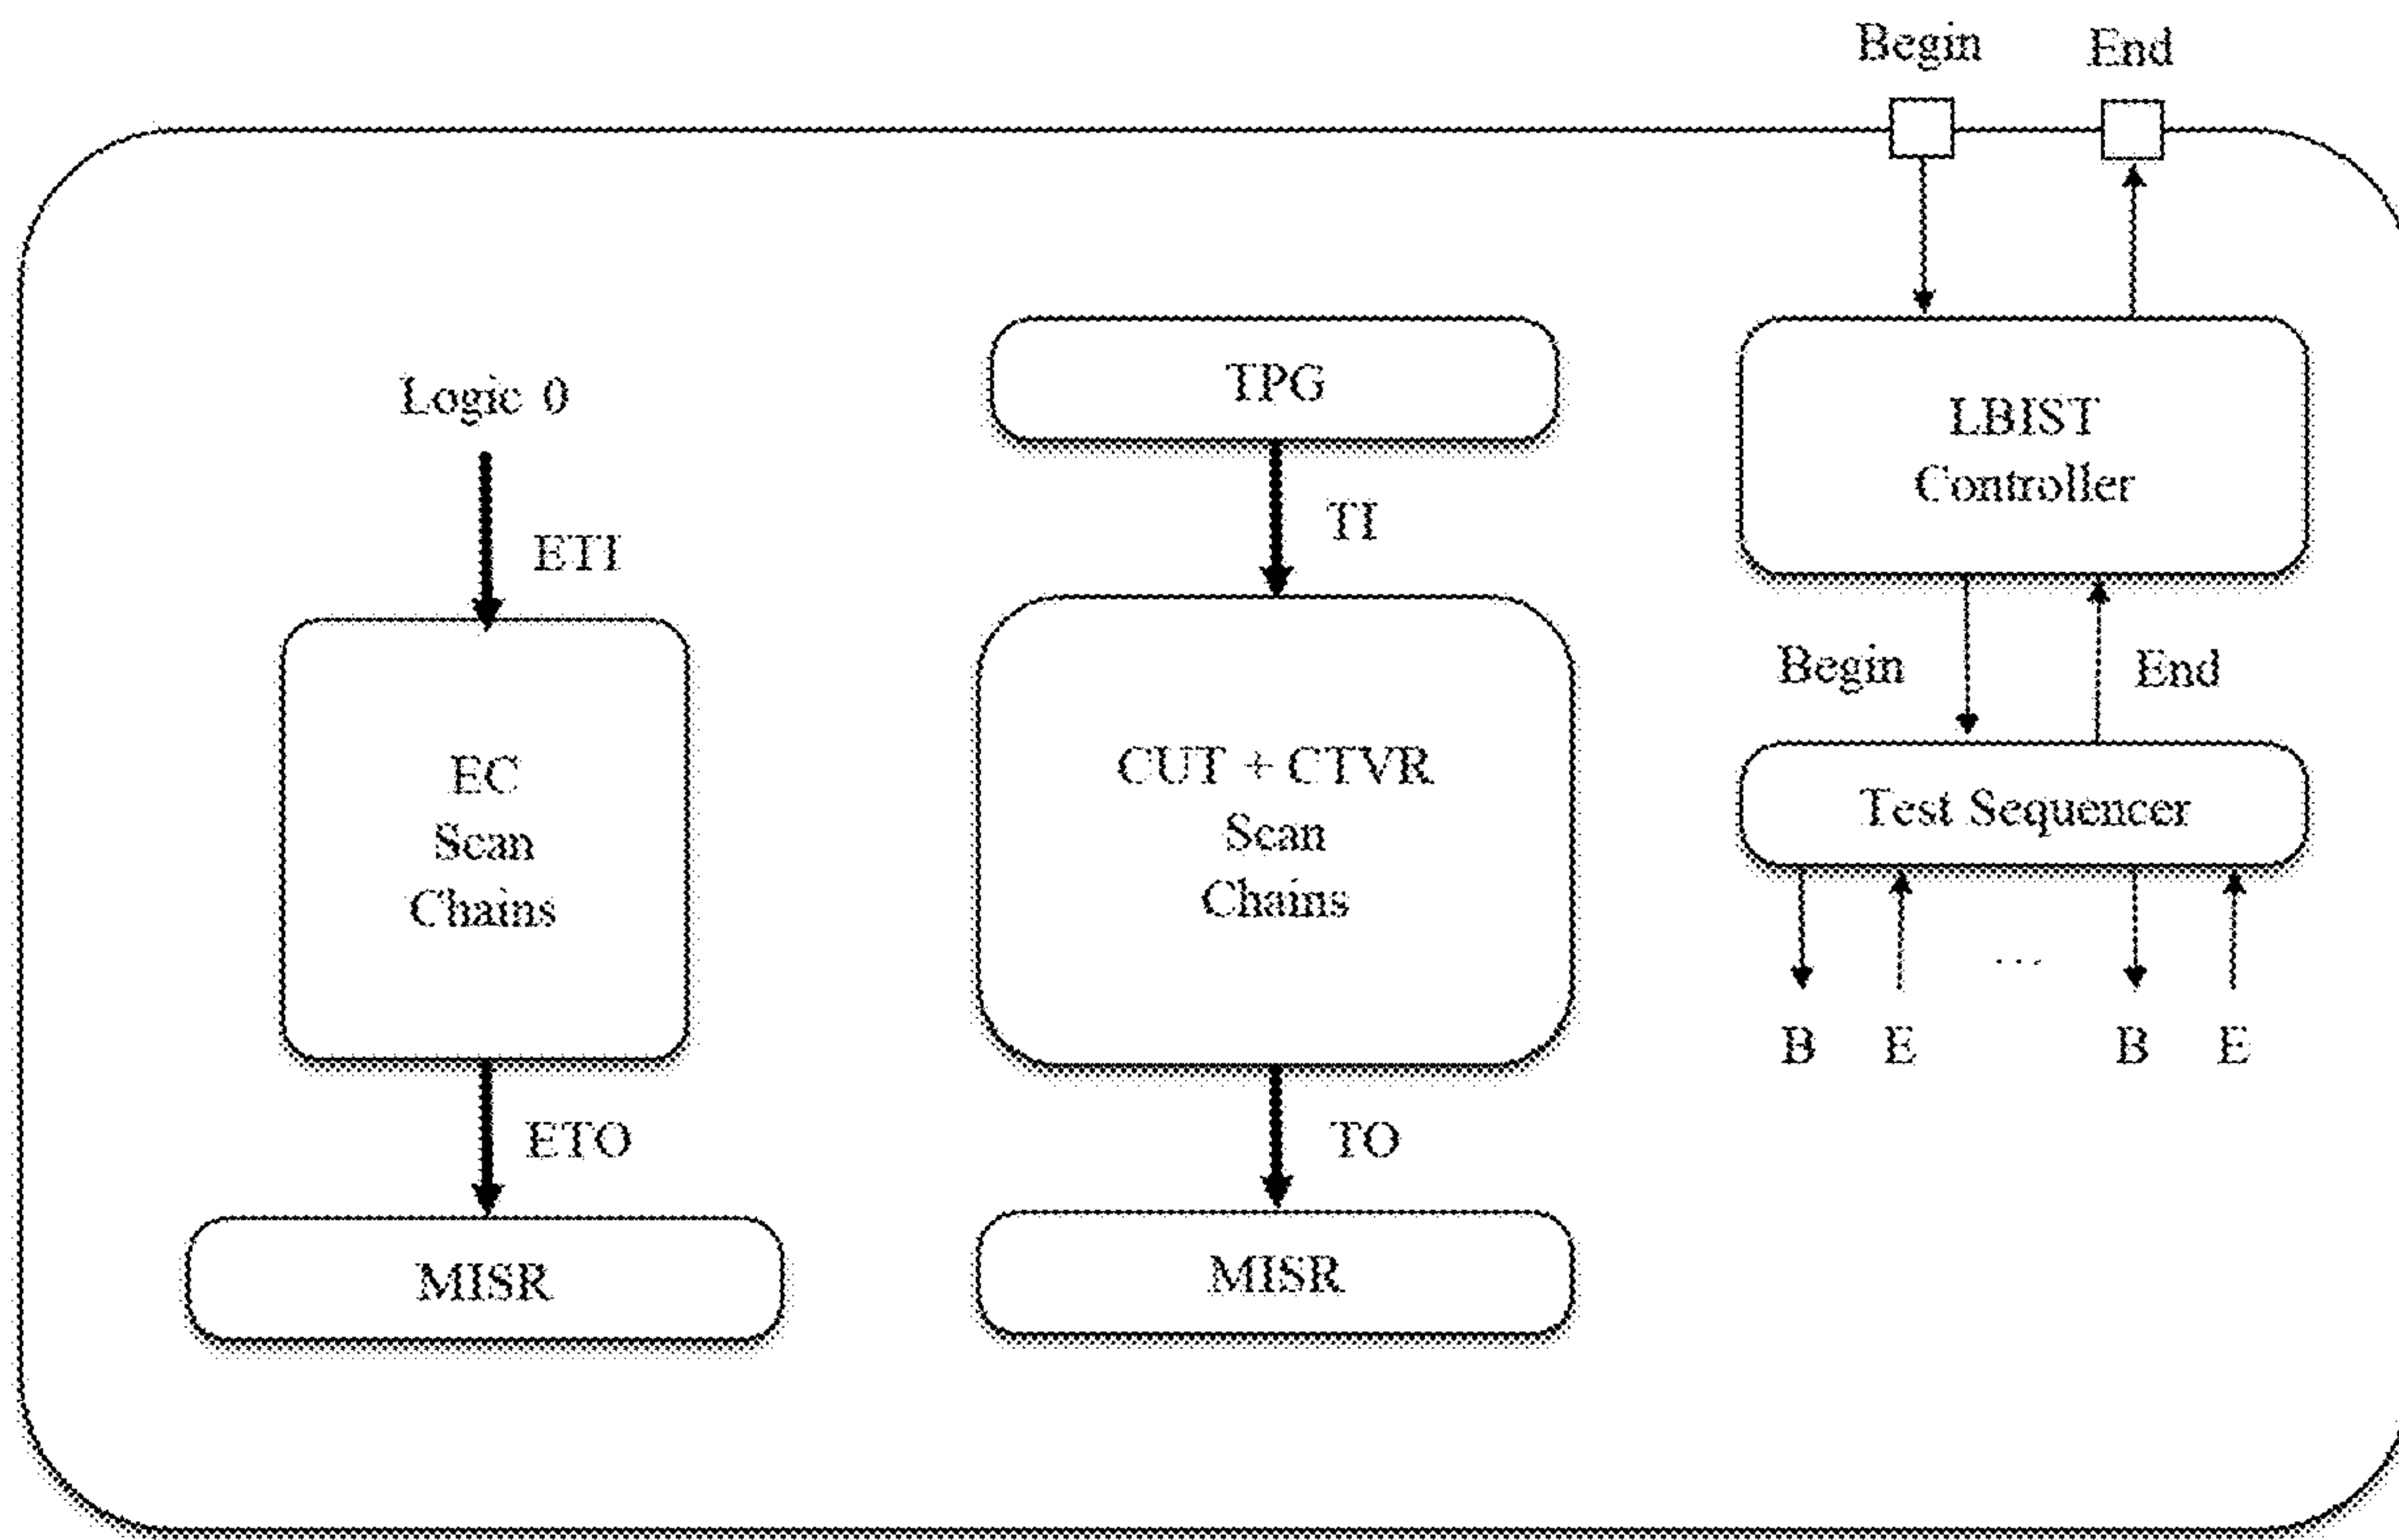 Begin End
Logic 0
ETI
EC
Scan
Chains
ETO
MISR
TPG
TI
CUT + CTVR
Scan
Chains
TO
MISR
LBIST
Controller
Begin End
Test Sequencer
...
B E B E